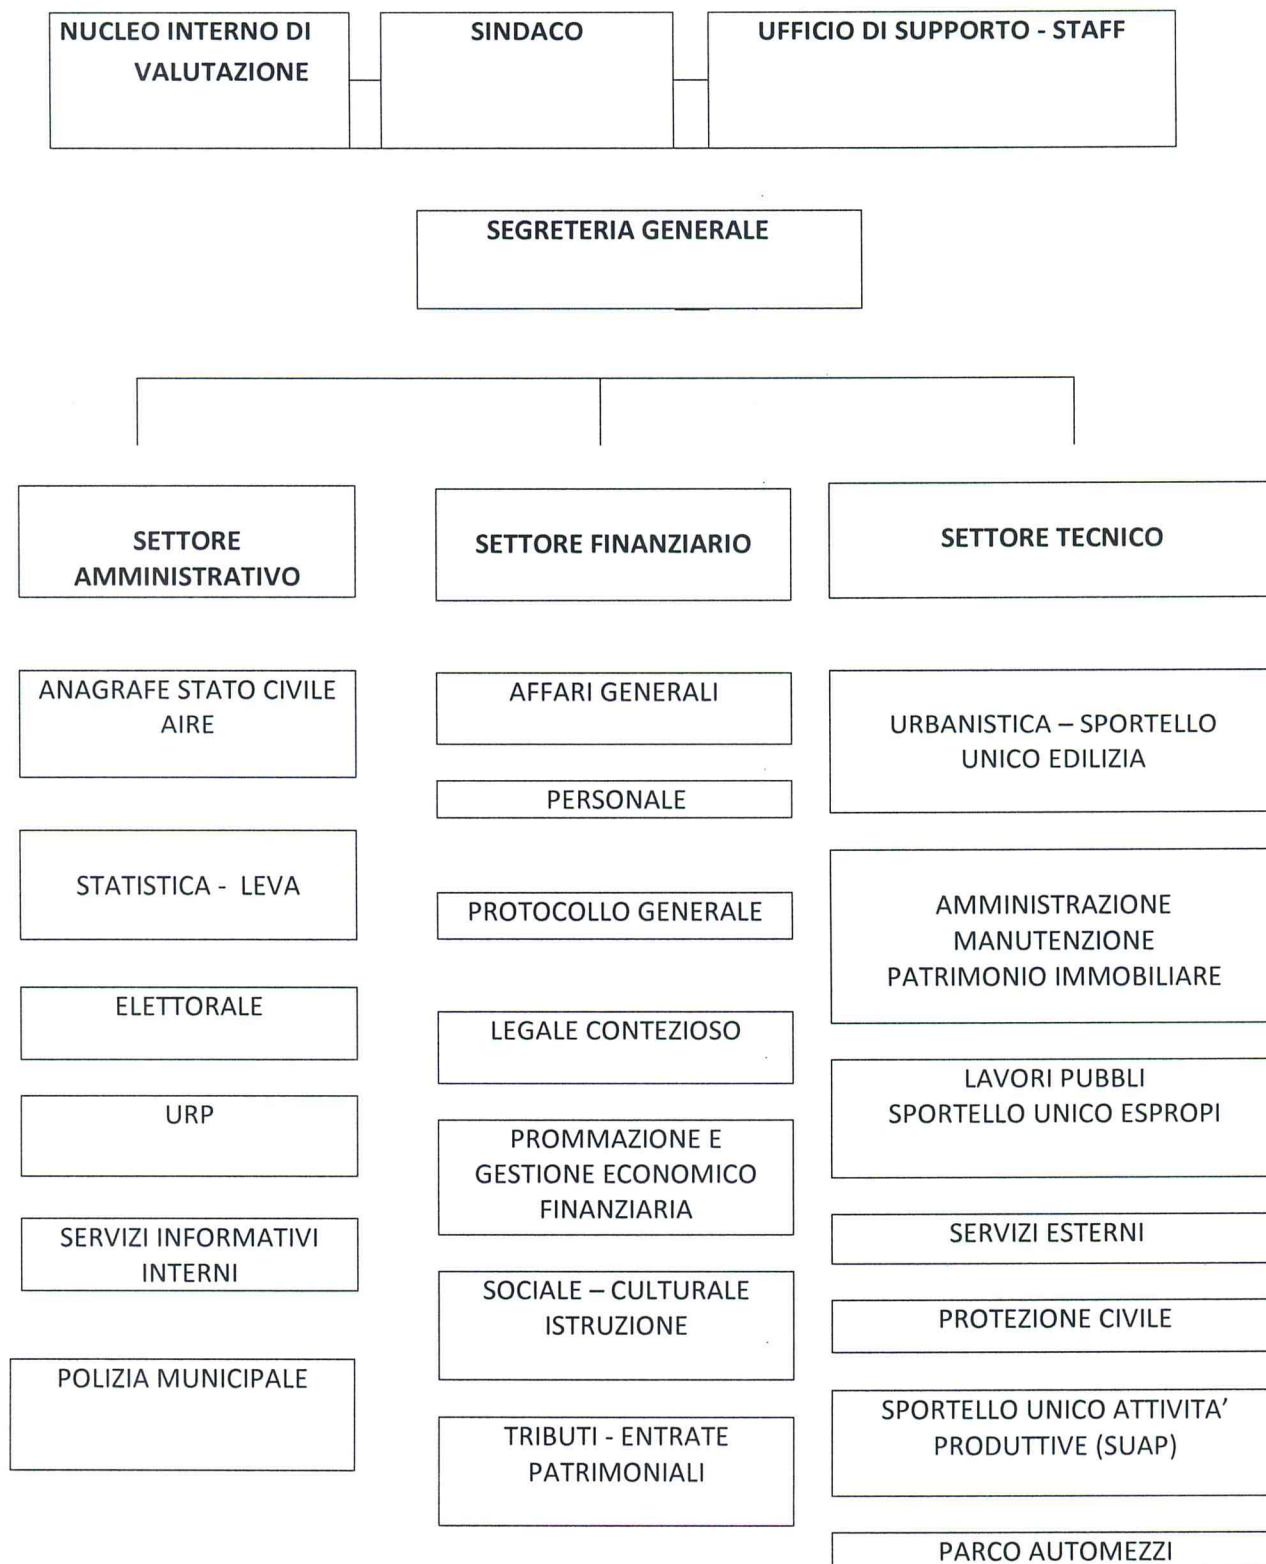 NUCLEO INTERNO DI
VALUTAZIONE
SINDACO
UFFICIO DI SUPPORTO - STAFF
SEGRETERIA GENERALE
SETTORE
AMMINISTRATIVO
SETTORE FINANZIARIO
SETTORE TECNICO
ANAGRAFE STATO CIVILE
AIRE
STATISTICA - LEVA
ELETTORALE
URP
SERVIZI INFORMATIVI
INTERNI
POLIZIA MUNICIPALE
AFFARI GENERALI
PERSONALE
PROTOCOLLO GENERALE
LEGALE CONTEZIOSO
PROMMAZIONE E
GESTIONE ECONOMICO
FINANZIARIA
SOCIALE – CULTURALE
ISTRUZIONE
TRIBUTI - ENTRATE
PATRIMONIALI
URBANISTICA – SPORTELLO
UNICO EDILIZIA
AMMINISTRAZIONE
MANUTENZIONE
PATRIMONIO IMMOBILIARE
LAVORI PUBBLI
SPORTELLO UNICO ESPROPI
SERVIZI ESTERNI
PROTEZIONE CIVILE
SPORTELLO UNICO ATTIVITA’
PRODUTTIVE (SUAP)
PARCO AUTOMEZZI